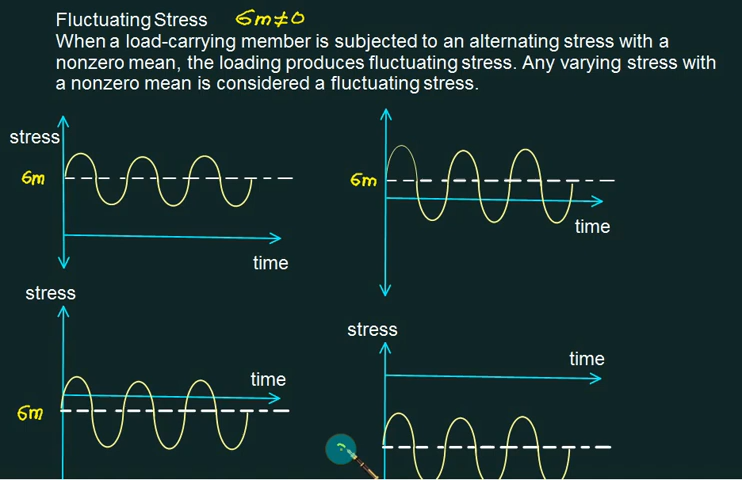 Fluctuating Stress σm≠0
When a load-carrying member is subjected to an alternating stress with a
nonzero mean, the loading produces fluctuating stress. Any varying stress with
a nonzero mean is considered a fluctuating stress.
stress
σm
time
σm
time
stress
time
σm
stress
time